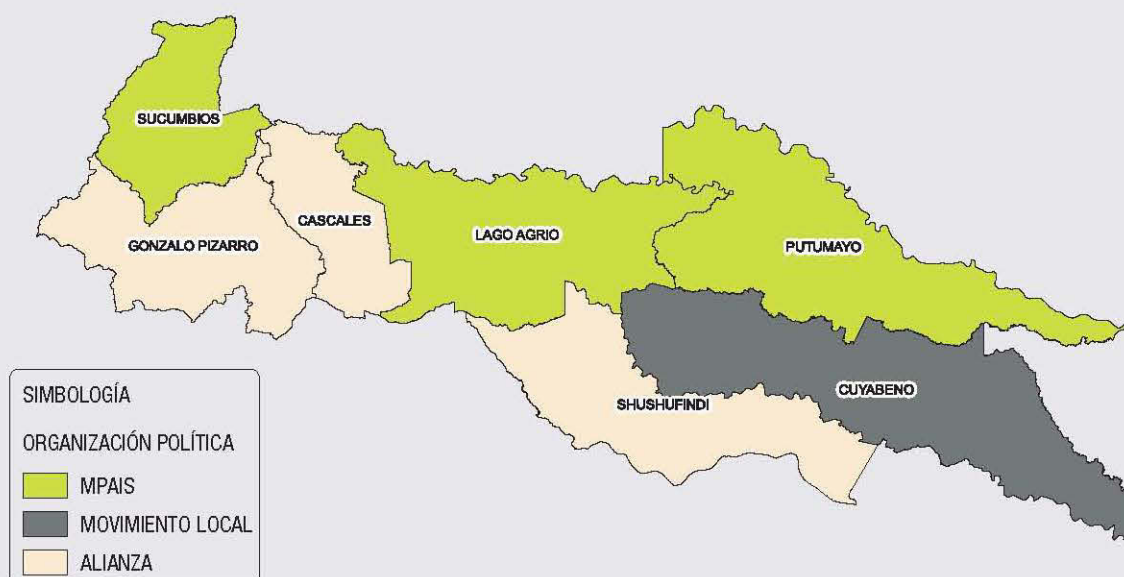 SUCUMBIOS
CASCALES
GONZALO PIZARRO
LAGO AGRIO
PUTUMAYO
CUYABENO
SHUSHUFINDI
SIMBOLOGÍA
ORGANIZACIÓN POLÍTICA
MPAIS
MOVIMIENTO LOCAL
ALIANZA